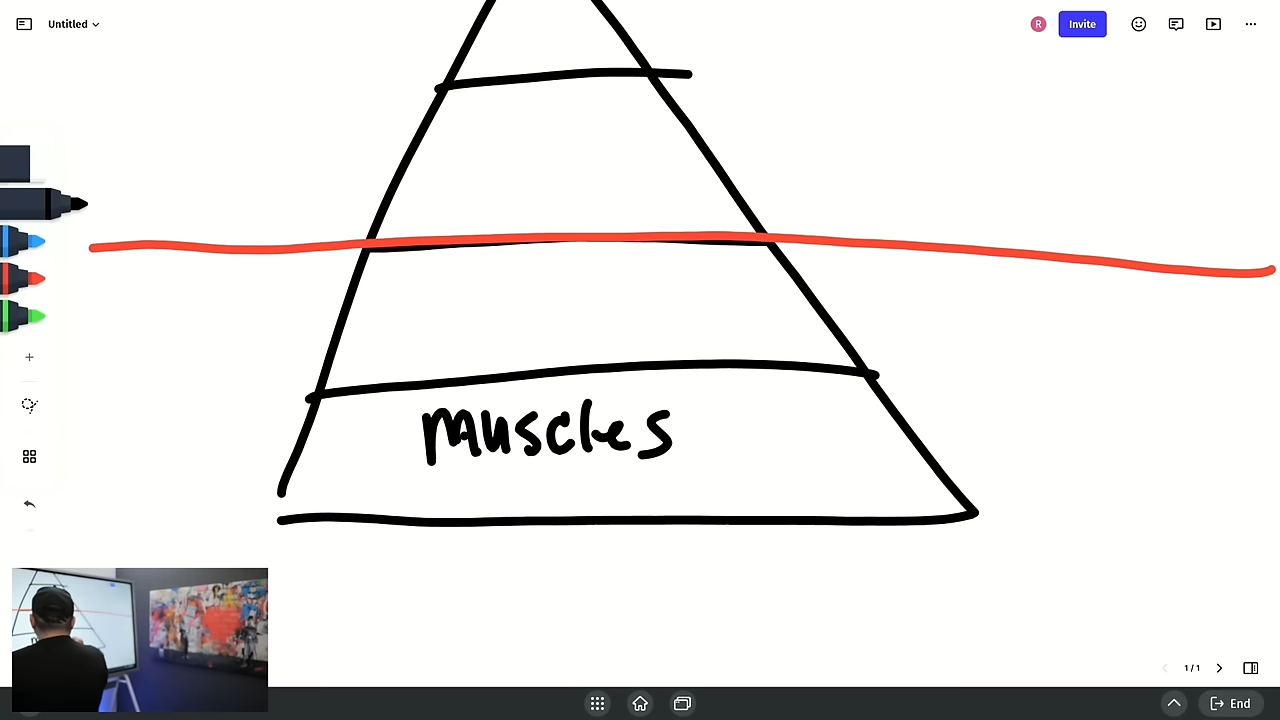 Untitled
R
Invite
muscles
1 / 1
End